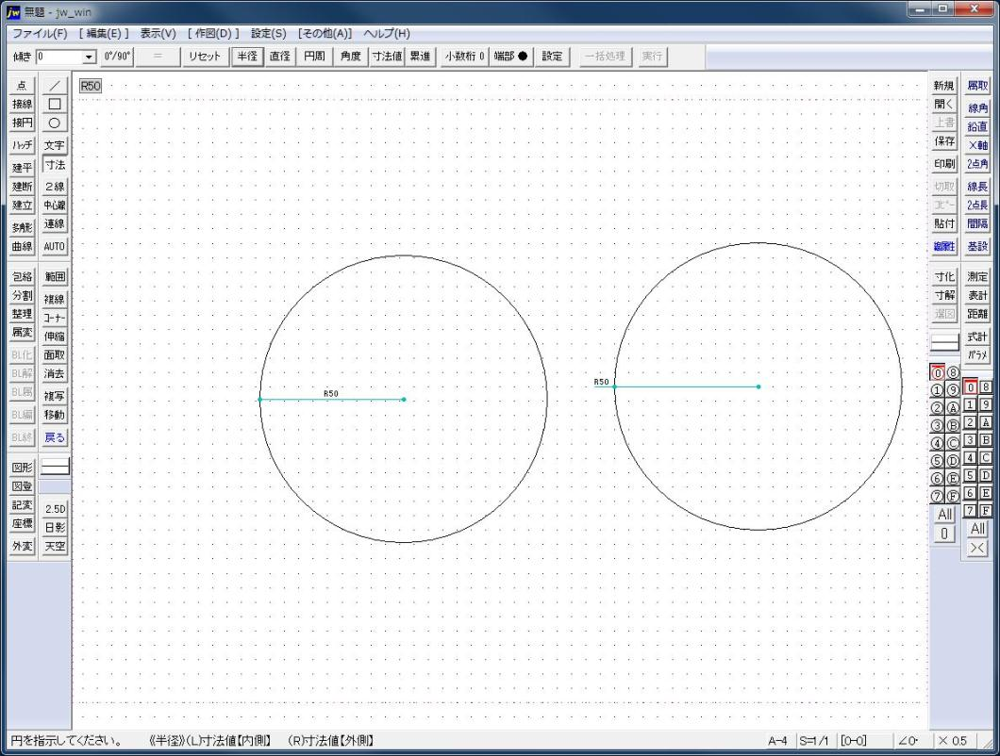 無題 - jw_win
ファイル(F) [ 編集(E) ] 表示(V) [ 作図(D) ] 設定(S) [その他(A)] ヘルプ(H)
傾き 0 0°/90° = リセット 半径 直径 円周 角度 寸法値 累進 小数桁 0 端部● 設定 一括処理 実行
点
接線
接円
ハッチ
建平
建断
建立
多角形
曲線
包絡
分割
整理
属変
BL化
BL解
BL属
BL編
BL終
図形
図登
記変
座標
外変
文字
寸法
2線
中心線
連線
AUTO
範囲
複線
コーナー
伸縮
面取
消去
複写
移動
戻る
2.5D
日影
天空
R50
R50
R50
新規
開く
上書
保存
印刷
切取
コピー
貼付
線属性
寸化
寸解
選図
0 8
1 9
2 A
3 B
4 C
5 D
6 E
7 F
All
0
属取
線角
鉛直
X軸
2点角
線長
2点長
間隔
基設
測定
表計
距離
式計
パラメ
0 8
1 9
2 A
3 B
4 C
5 D
6 E
7 F
All
><
円を指示してください。 《半径》(L)寸法値【内側】 (R)寸法値【外側】 A-4 S=1/1 [0-0] ∠0 × 0.5